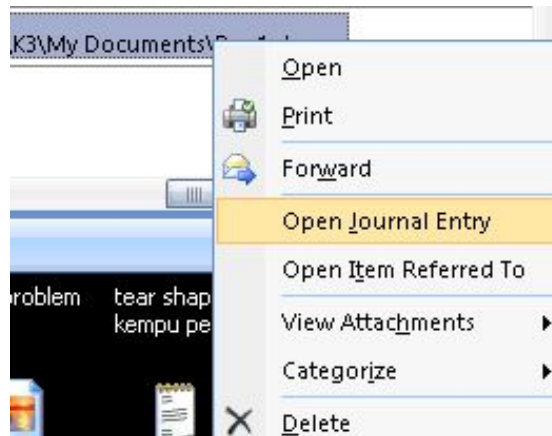 \K3\My Documents\
Open
Print
Forward
Open Journal Entry
Open Item Referred To
roblem
tear shap
View Attachments
kempu pe
Categorize
Delete